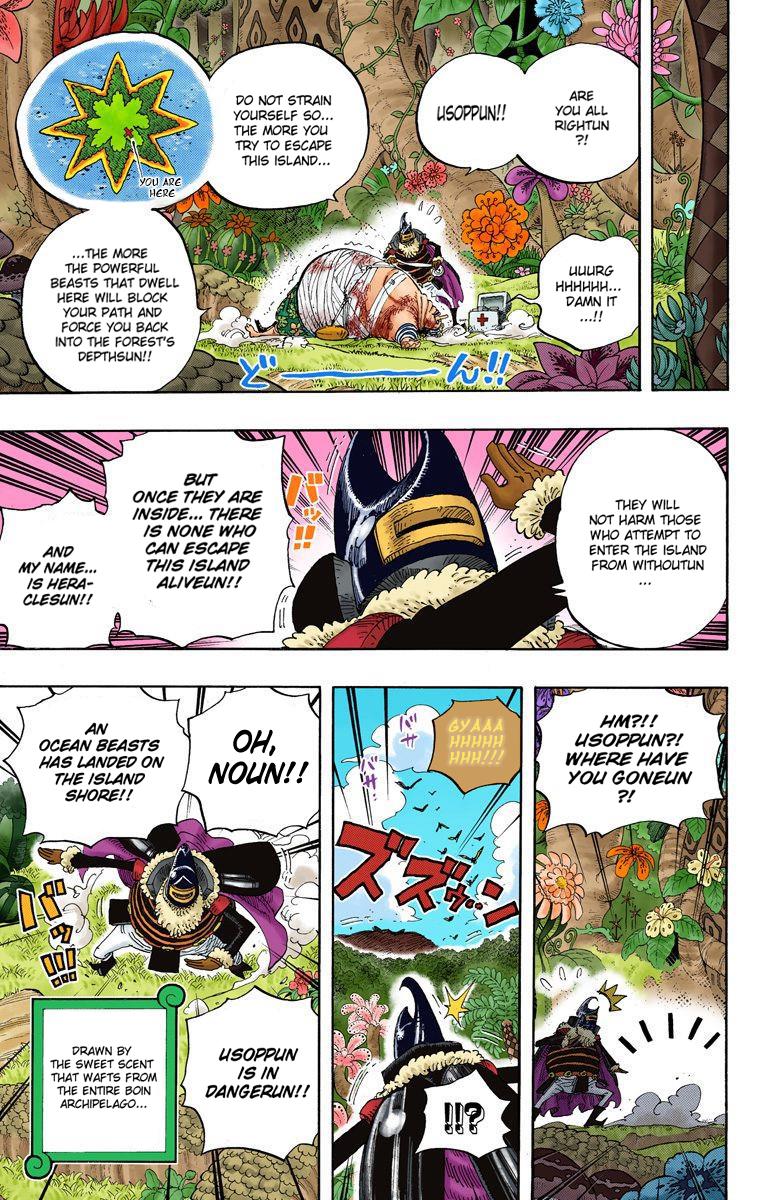 ARE
YOU ALL
RIGHTUN
?!
USOPPUN!!
DO NOT STRAIN
YOURSELF SO...
THE MORE YOU
TRY TO ESCAPE
THIS ISLAND...
YOU ARE
HERE
...THE MORE
THE POWERFUL
BEASTS THAT DWELL
HERE WILL BLOCK
YOUR PATH AND
FORCE YOU BACK
INTO THE FOREST'S
DEPTHSUN!!
UUURG
HHHHHH...
DAMN IT
...!!
どーーん!!
THEY WILL
NOT HARM THOSE
WHO ATTEMPT TO
ENTER THE ISLAND
FROM WITHOUTUN
...
バッ!!
BUT
ONCE THEY ARE
INSIDE... THERE
IS NONE WHO
CAN ESCAPE
THIS ISLAND
ALIVEUN!!
AND
MY NAME...
IS HERA-
CLESUN!!
HM?!!
USOPPUN?!
WHERE HAVE
YOU GONEUN
?!
GYAAA
HHHHH
HHH!!!
バサ
バサ
ズズゥゥン
!!?
OH,
NOUN!!
AN
OCEAN BEASTS
HAS LANDED ON
THE ISLAND
SHORE!!
バッ!!!
USOPPUN
IS IN
DANGERUN!!
DRAWN BY
THE SWEET SCENT
THAT WAFTS FROM
THE ENTIRE BOIN
ARCHIPELAGO...